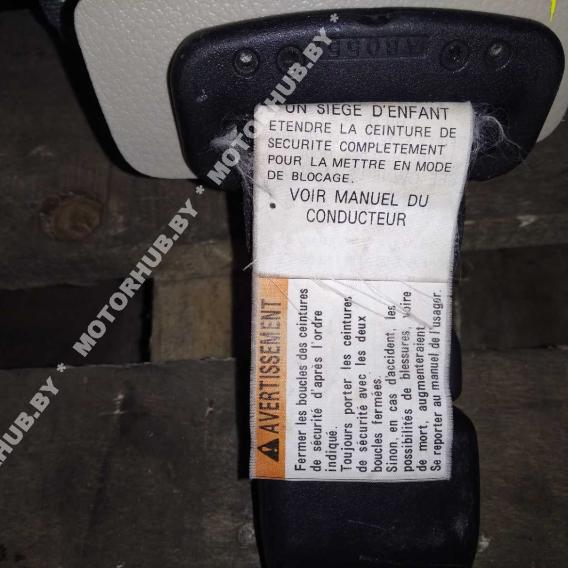 UN SIEGE D'ENFANT
ETENDRE LA CEINTURE DE
SECURITE COMPLETEMENT
POUR LA METTRE EN MODE
DE BLOCAGE.
VOIR MANUEL DU
CONDUCTEUR
AVERTISSEMENT
Fermer les boucles des ceintures
de sécurité d'après l'ordre
indiqué.
Toujours porter les ceintures
de sécurité avec les deux
boucles fermées.
Sinon, en cas d'accident, les
possibilités de blessures, voire
de mort, augmenteraient
Se reporter au manuel de l'usager.
MOTORHUB.BY * MOTORHUB.BY * MOTORHUB.BY